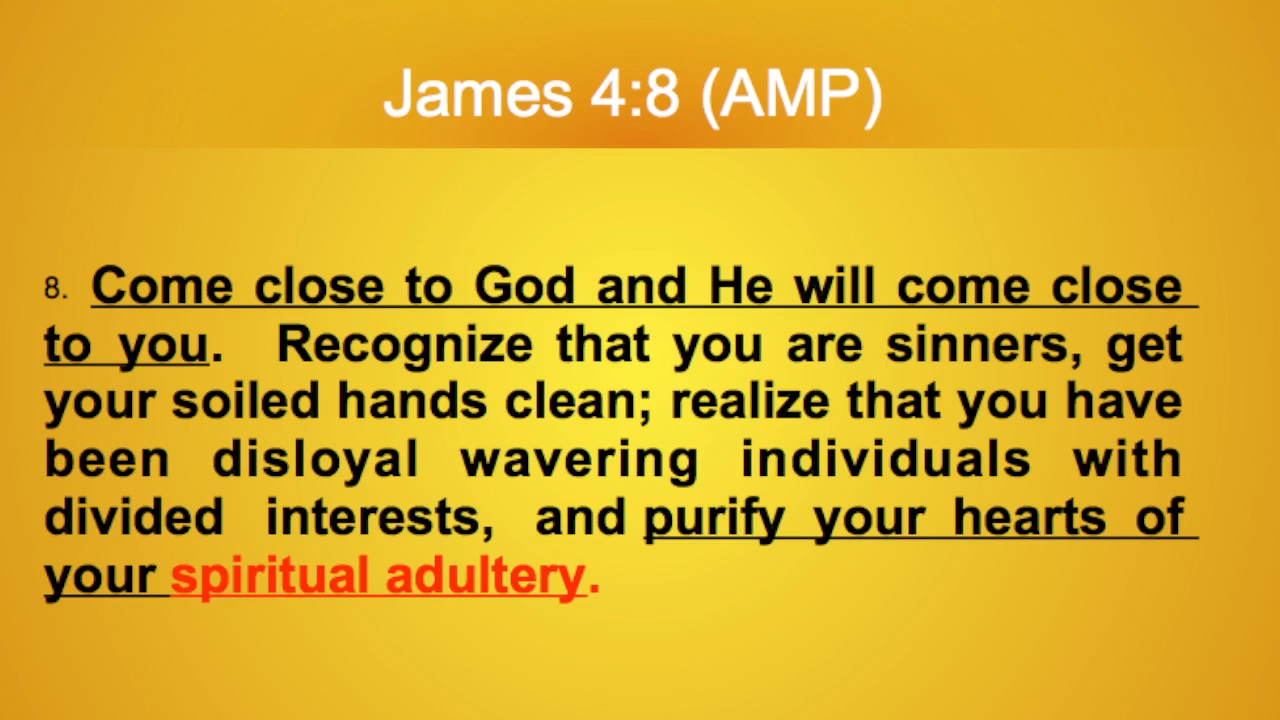 James 4:8 (AMP)
8. Come close to God and He will come close
to you. Recognize that you are sinners, get
your soiled hands clean; realize that you have
been disloyal wavering individuals with
divided interests, and purify your hearts of
your spiritual adultery.